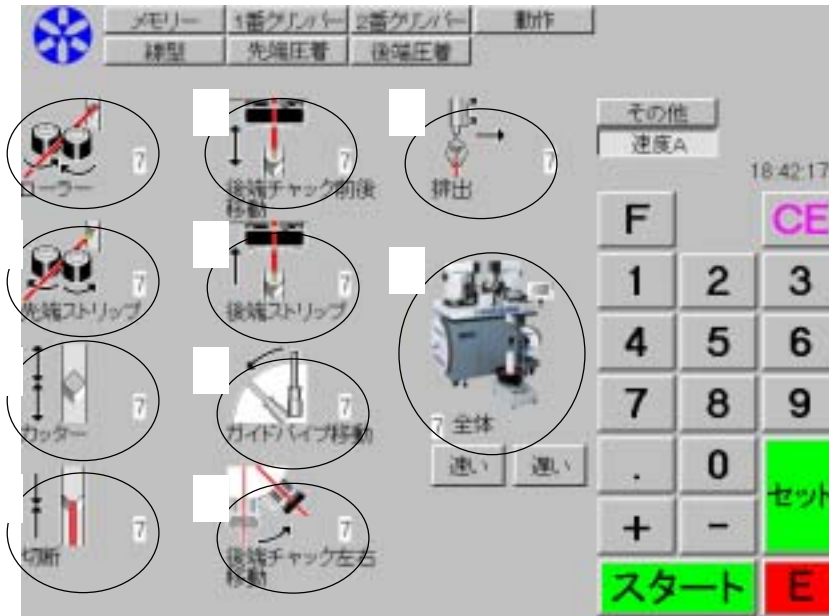 メモリー
1番クリンパー
2番クリンパー
動作
線型
先端圧着
後端圧着
その他
速度A
18:42:17
7
ローラー
7
後端チャック前後
移動
7
排出
7
先端ストリップ
7
後端ストリップ
7
カッター
7
ガイドパイプ移動
7 全体
速い
遅い
7
切断
7
後端チャック左右
移動
F
CE
1
2
3
4
5
6
7
8
9
.
0
セット
+
-
スタート
E